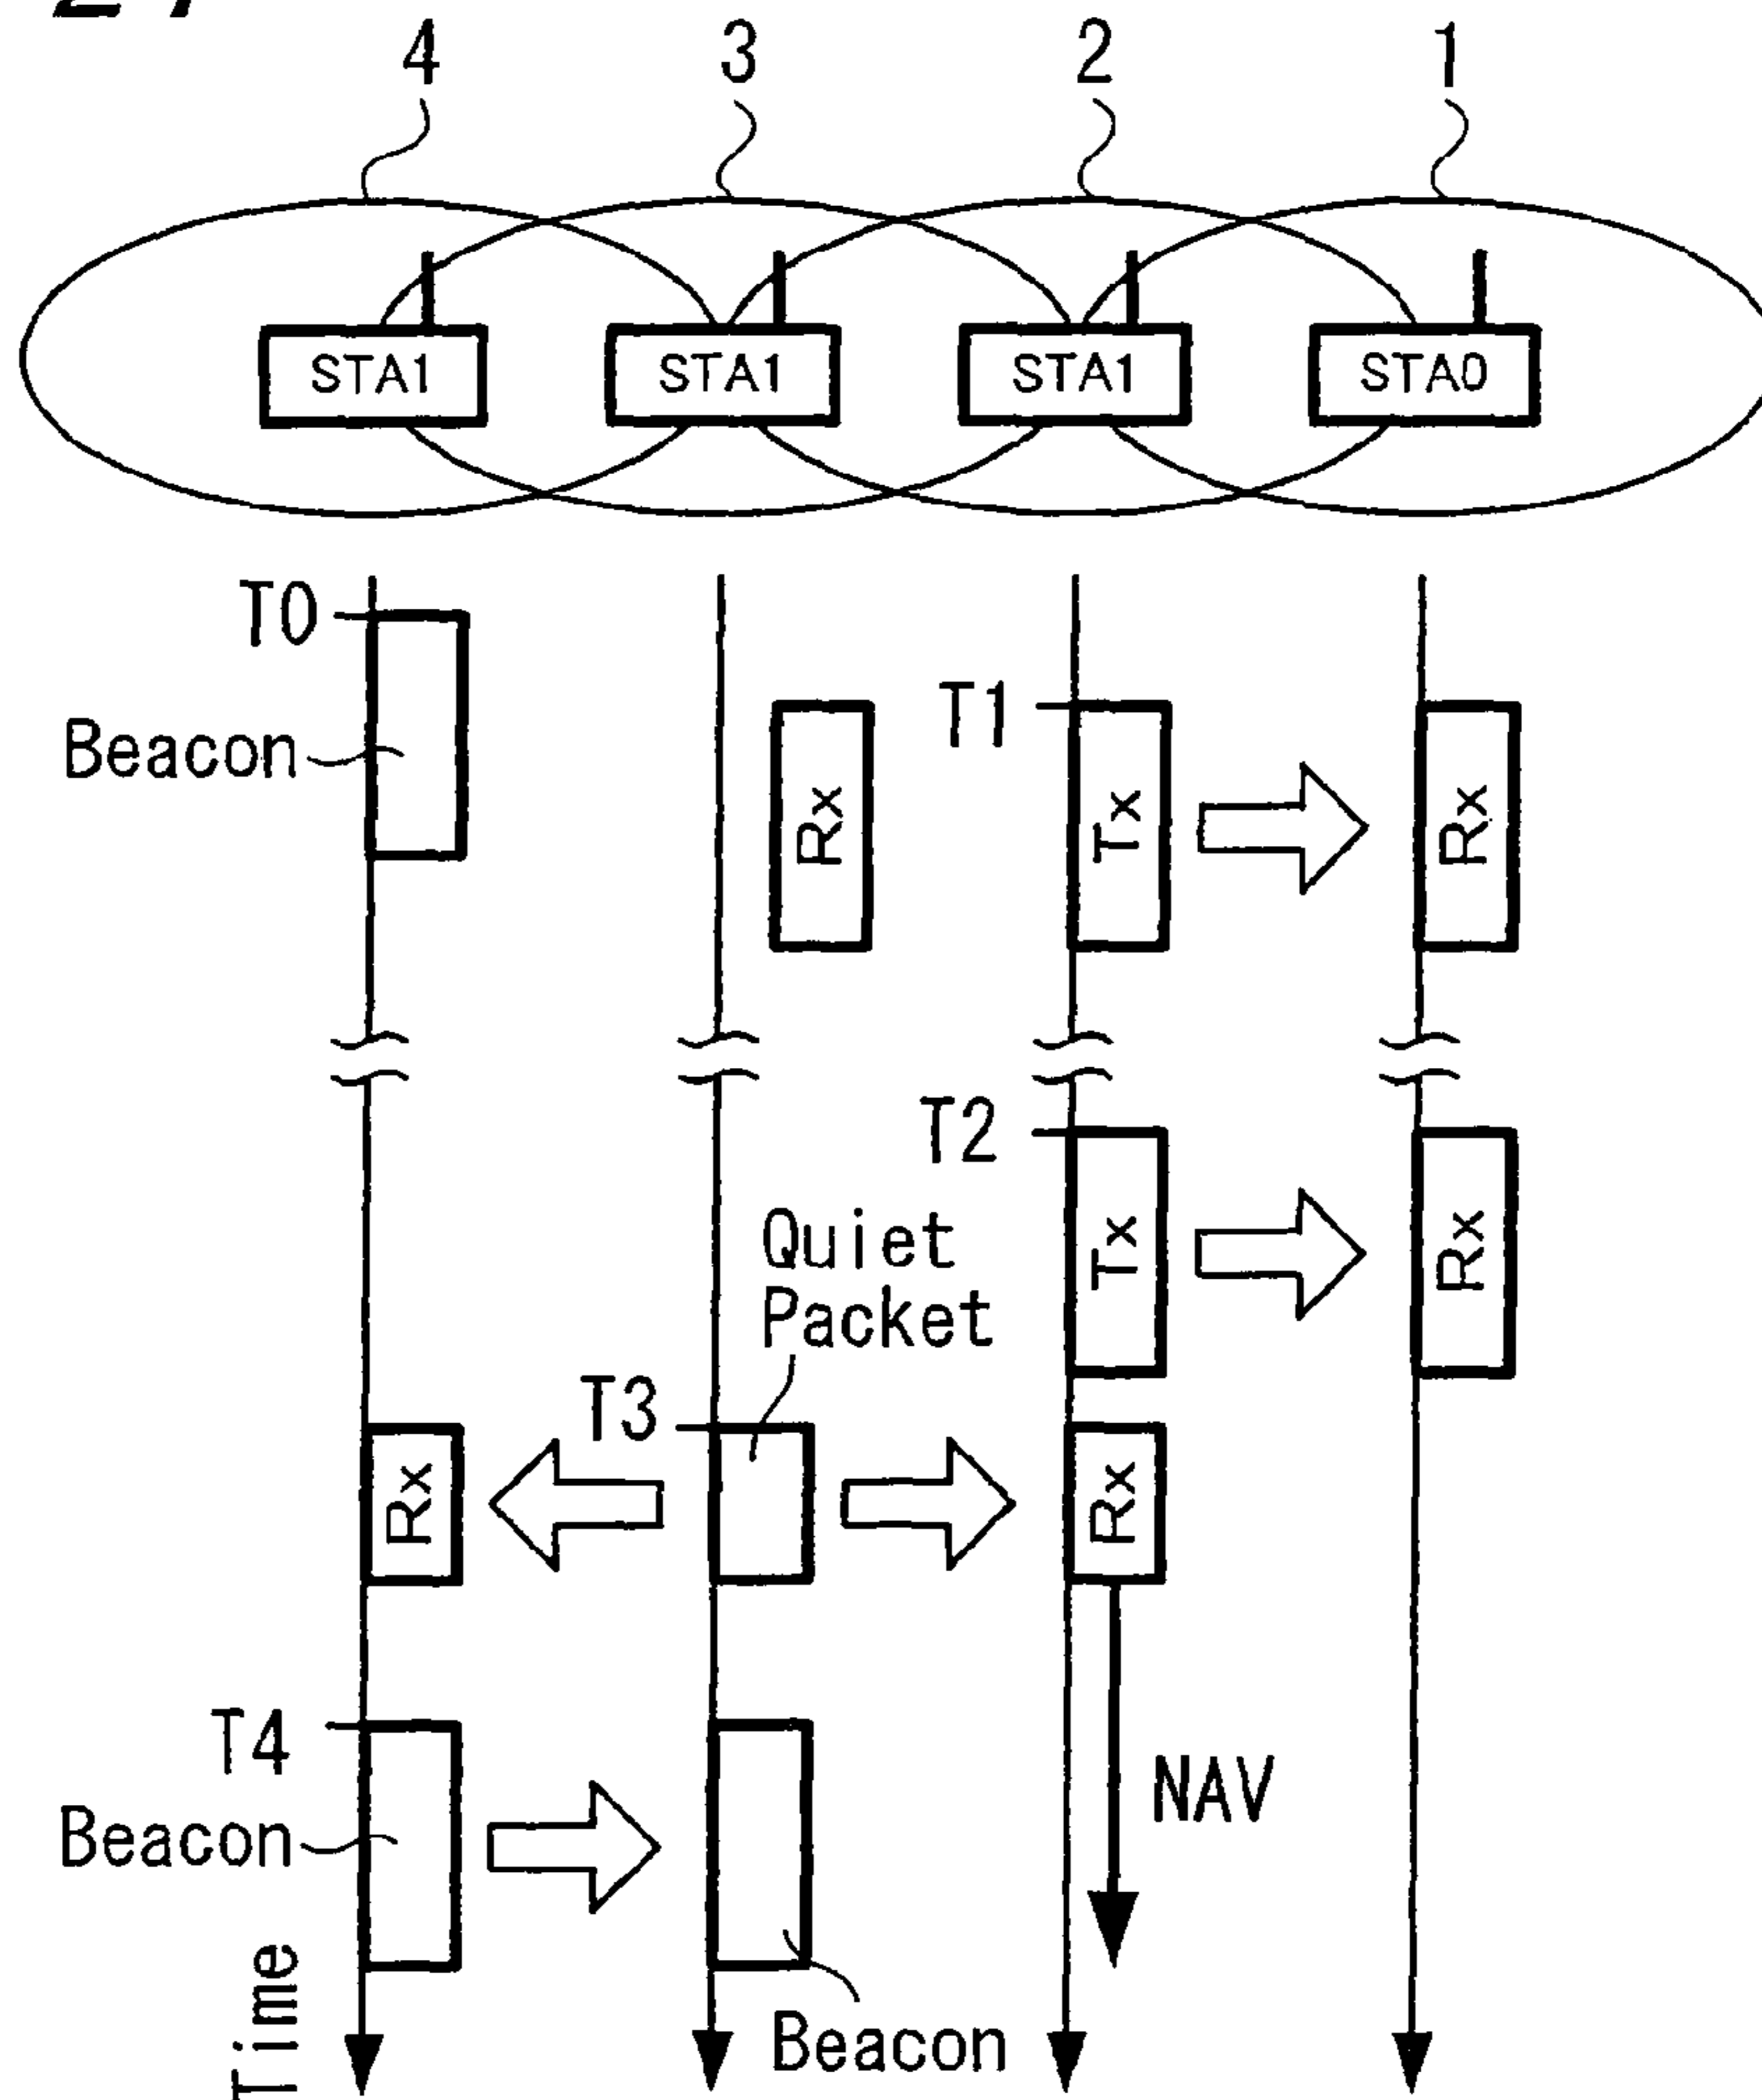 4 3 2 1
STA1 STA1 STA1 STA0
T0
T1
Beacon
Rx Tx Rx
T2
Quiet
Packet
Tx Rx
T3
Rx Rx
T4
NAV
Beacon
Time
Beacon